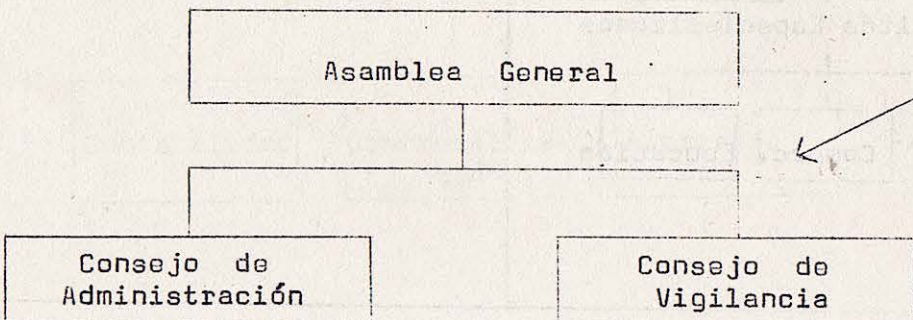 Asamblea General
Consejo de
Administración
Consejo de
Vigilancia